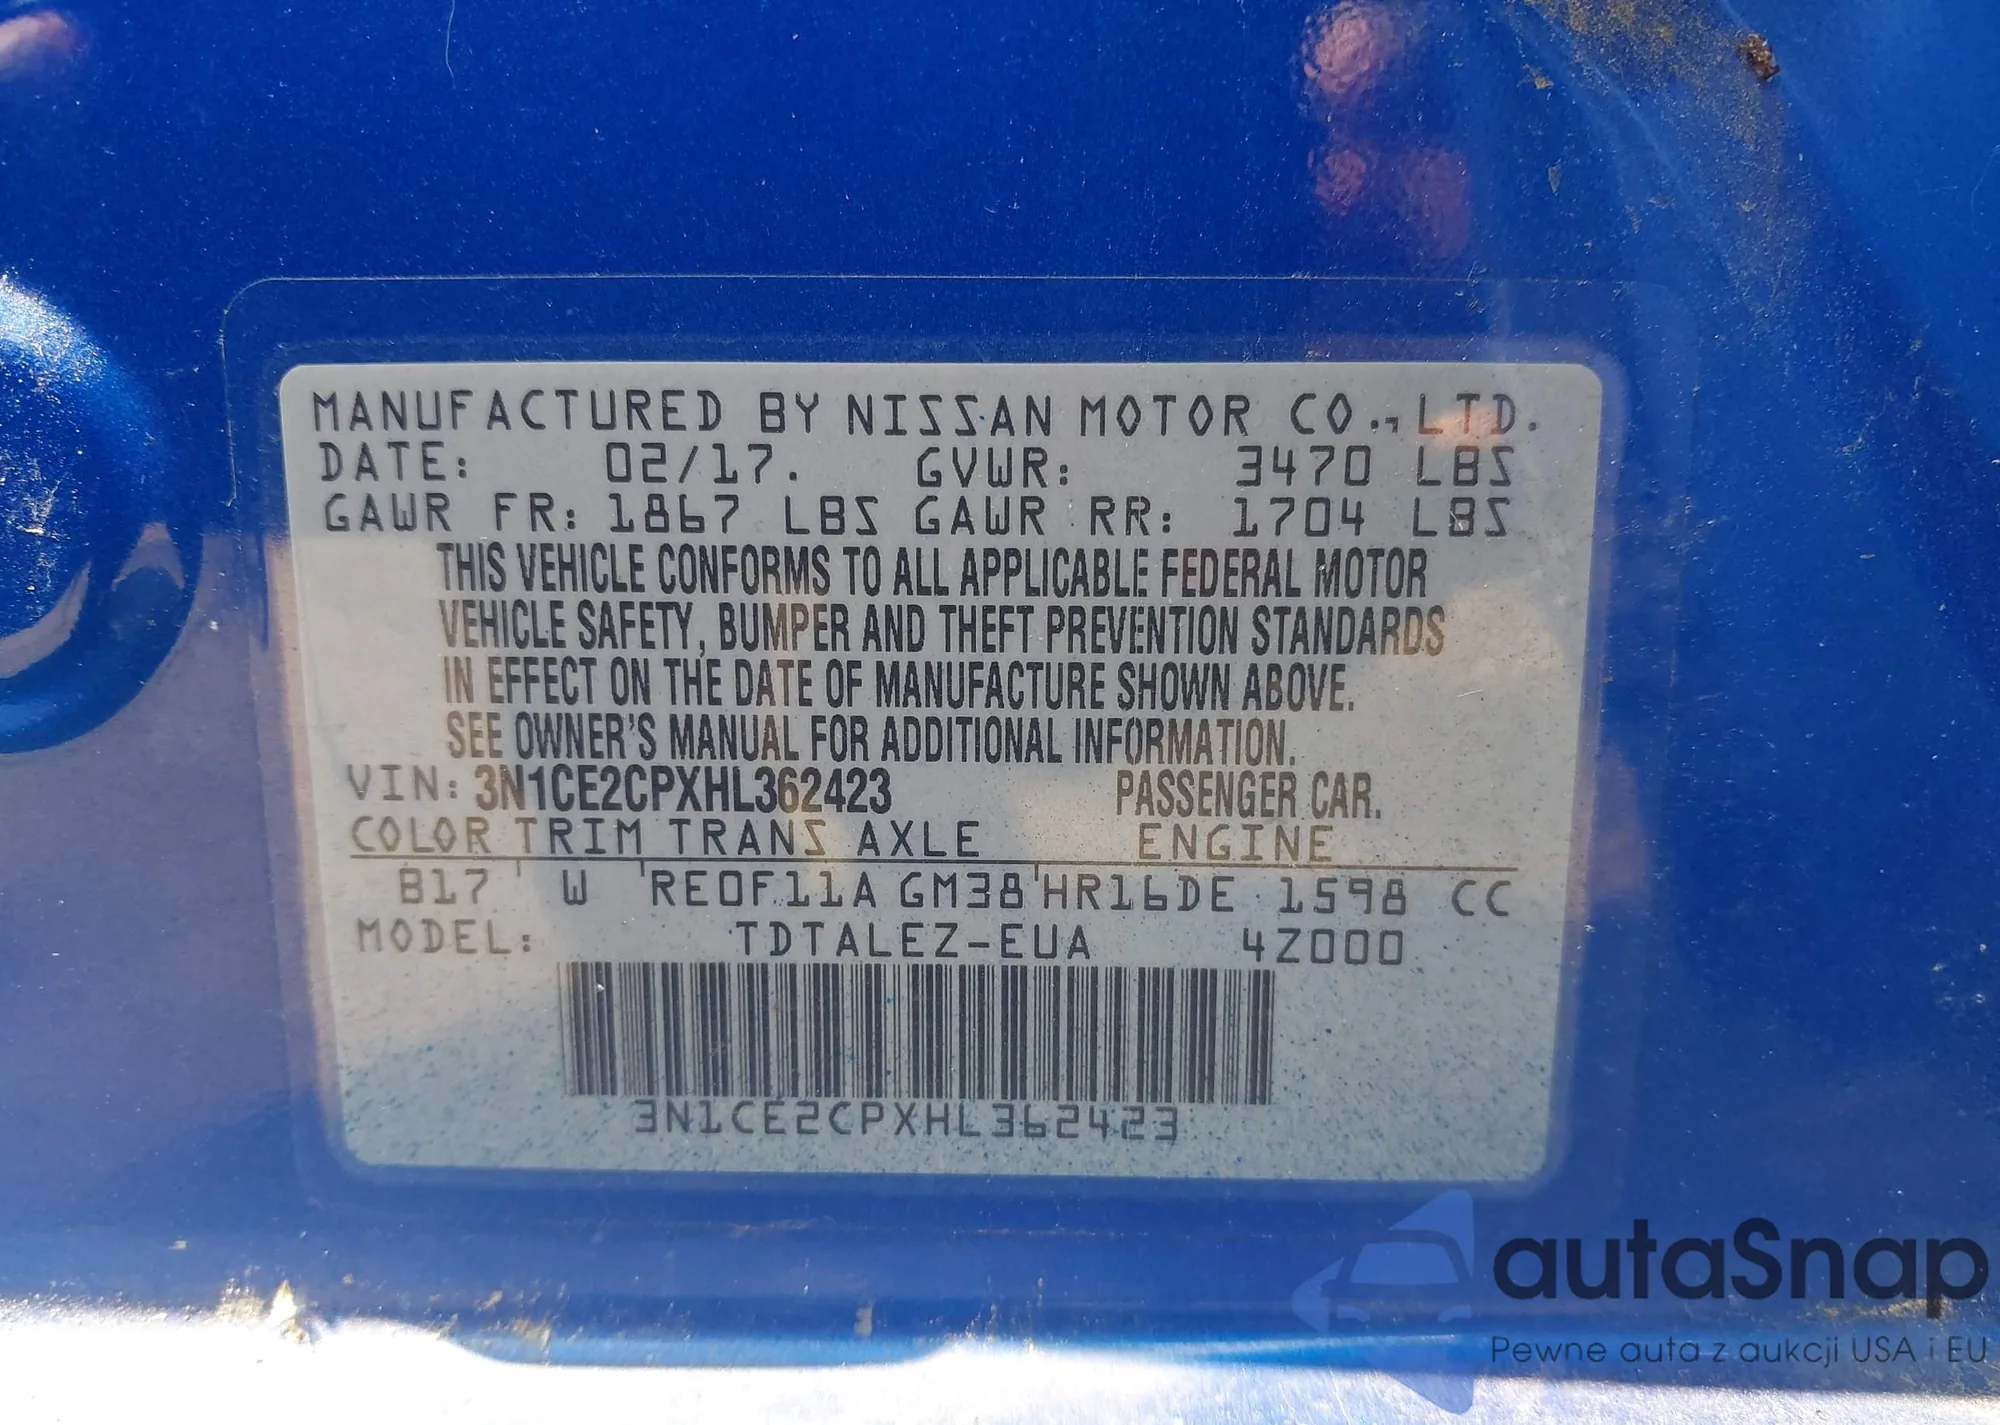 MANUFACTURED BY NISSAN MOTOR CO., LTD.
DATE: 02/17. GVWR: 3470 LBS
GAWR FR: 1867 LBS GAWR RR: 1704 LBS
THIS VEHICLE CONFORMS TO ALL APPLICABLE FEDERAL MOTOR
VEHICLE SAFETY, BUMPER AND THEFT PREVENTION STANDARDS
IN EFFECT ON THE DATE OF MANUFACTURE SHOWN ABOVE.
SEE OWNER'S MANUAL FOR ADDITIONAL INFORMATION.
VIN: 3N1CE2CPXHL362423 PASSENGER CAR.
COLOR TRIM TRANS AXLE ENGINE
B17 W RE0F11A GM38 HR16DE 1598 CC
MODEL: TDTALEZ-EUA 4Z000
3N1CE2CPXHL362423
autaSnap
Pewne auta z aukcji USA i EU